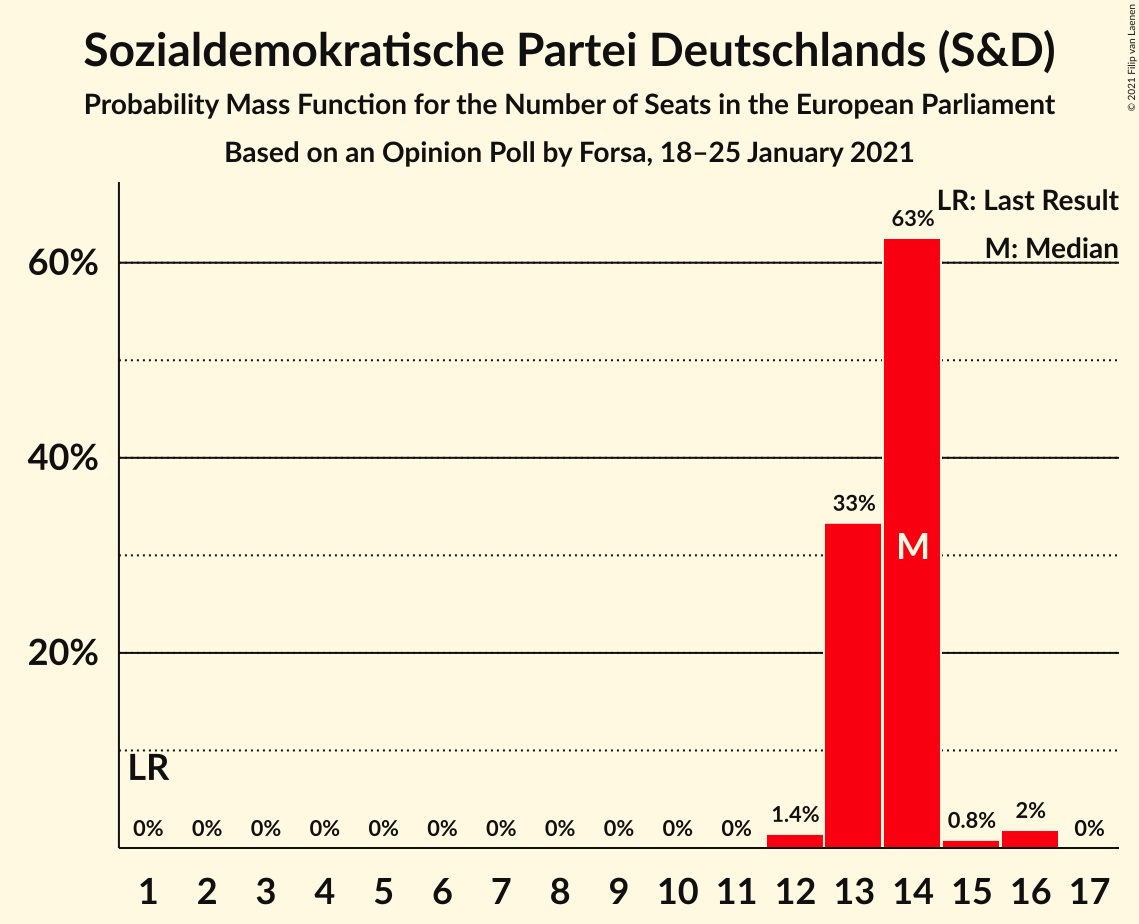 Sozialdemokratische Partei Deutschlands (S&D)
Probability Mass Function for the Number of Seats in the European Parliament
Based on an Opinion Poll by Forsa, 18–25 January 2021
© 2021 Filip van Laenen
LR: Last Result
M: Median
60%
40%
20%
LR
M
0% 0% 0% 0% 0% 0% 0% 0% 0% 0% 0% 1.4% 33% 63% 0.8% 2% 0%
1 2 3 4 5 6 7 8 9 10 11 12 13 14 15 16 17